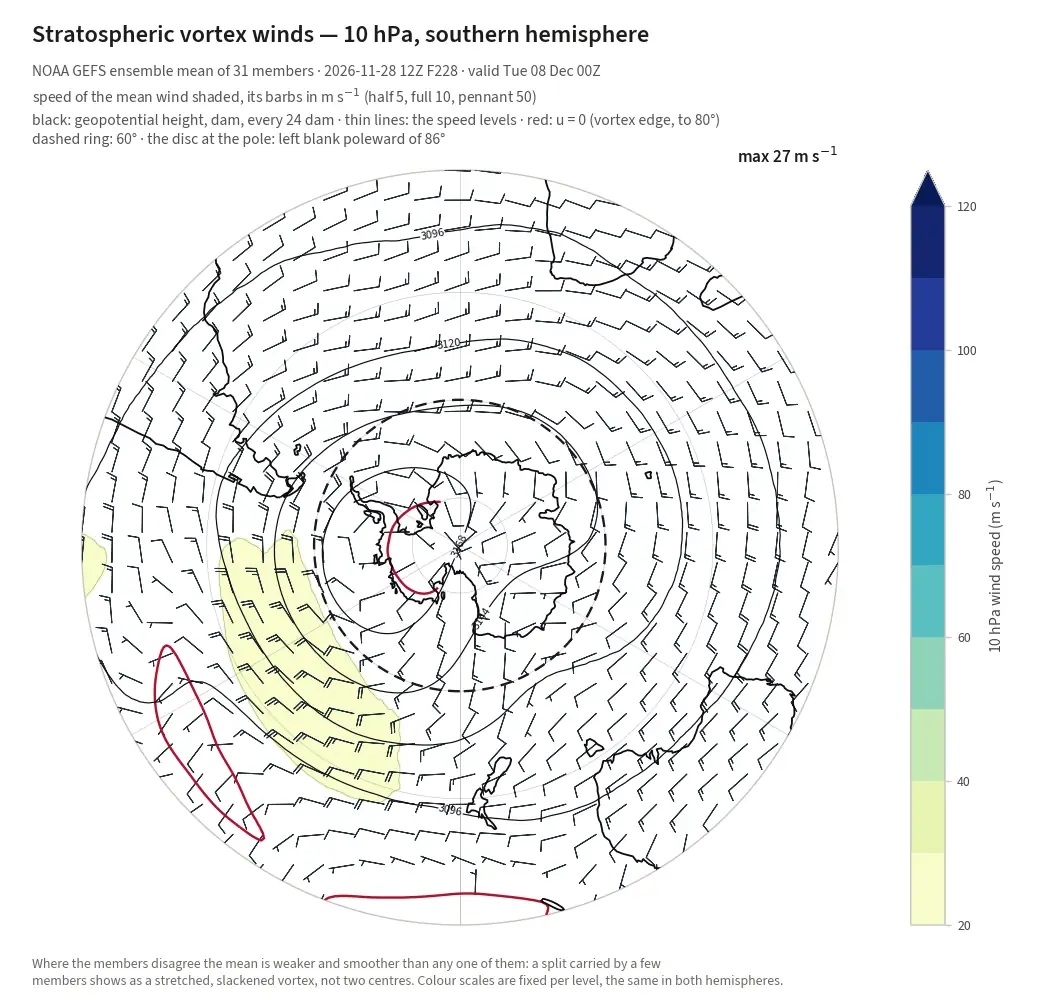 Stratospheric vortex winds — 10 hPa, southern hemisphere
NOAA GEFS ensemble mean of 31 members · 2026-11-28 12Z F228 · valid Tue 08 Dec 00Z
speed of the mean wind shaded, its barbs in m s⁻¹ (half 5, full 10, pennant 50)
black: geopotential height, dam, every 24 dam · thin lines: the speed levels · red: u = 0 (vortex edge, to 80°)
dashed ring: 60° · the disc at the pole: left blank poleward of 86°
max 27 m s⁻¹
3096
3120
3168
3144
3096
120
100
80
60
40
20
10 hPa wind speed (m s⁻¹)
Where the members disagree the mean is weaker and smoother than any one of them: a split carried by a few
members shows as a stretched, slackened vortex, not two centres. Colour scales are fixed per level, the same in both hemispheres.